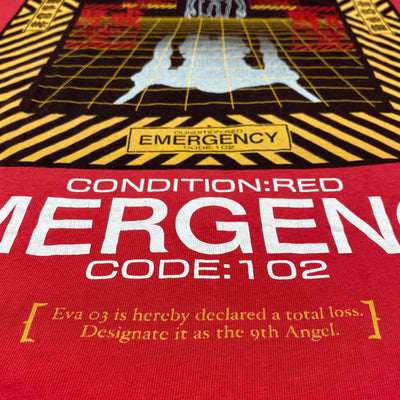 CONDITION:RED
EMERGENCY
CODE:102
CONDITION:RED
MERGENC
CODE:102
[ Eva 03 is hereby declared a total loss.
Designate it as the 9th Angel. ]